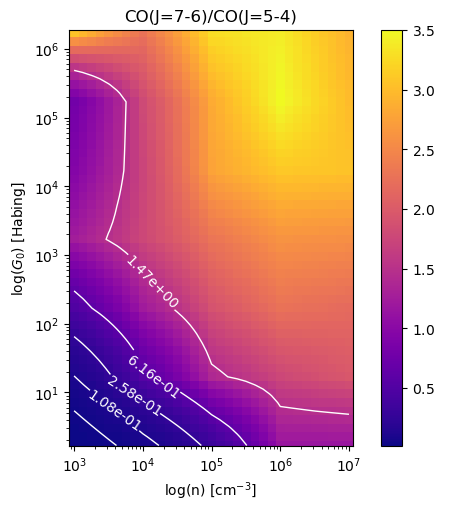 CO(J=7-6)/CO(J=5-4)
10⁶
10⁵
10⁴
10³
10²
10¹
log(G₀) [Habing]
1.47e+00
6.16e-01
2.58e-01
1.08e-01
10³ 10⁴ 10⁵ 10⁶ 10⁷
log(n) [cm⁻³]
3.5
3.0
2.5
2.0
1.5
1.0
0.5